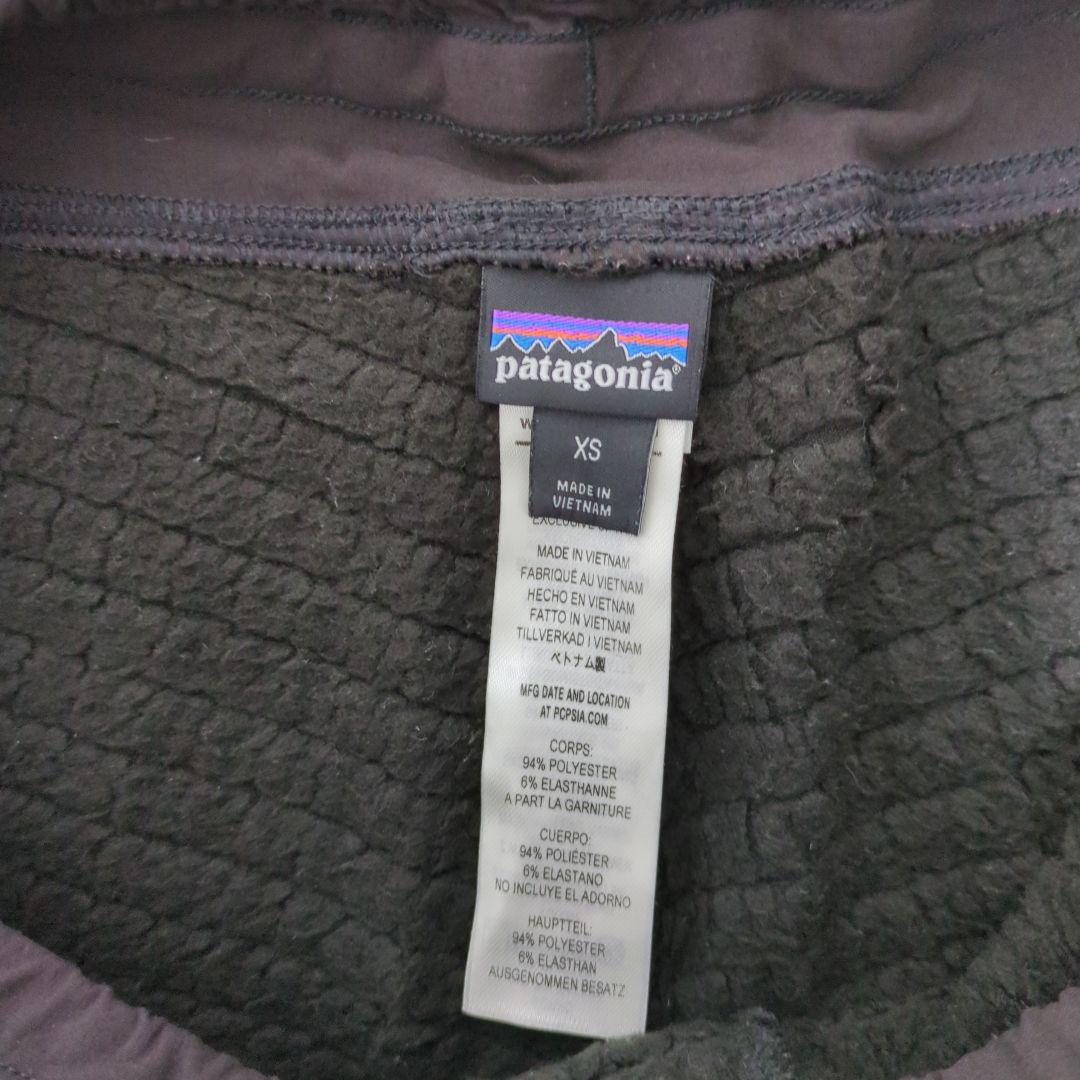 patagonia®
XS
MADE IN
VIETNAM
MADE IN VIETNAM
FABRIQUÉ AU VIETNAM
HECHO EN VIETNAM
FATTO IN VIETNAM
TILLVERKAD I VIETNAM
ベトナム製
MFG DATE AND LOCATION
AT PCPSIA.COM
CORPS:
94% POLYESTER
6% ELASTHANNE
A PART LA GARNITURE
CUERPO:
94% POLIÉSTER
6% ELASTANO
NO INCLUYE EL ADORNO
HAUPTTEIL:
94% POLYESTER
6% ELASTHAN
AUSGENOMMEN BESATZ